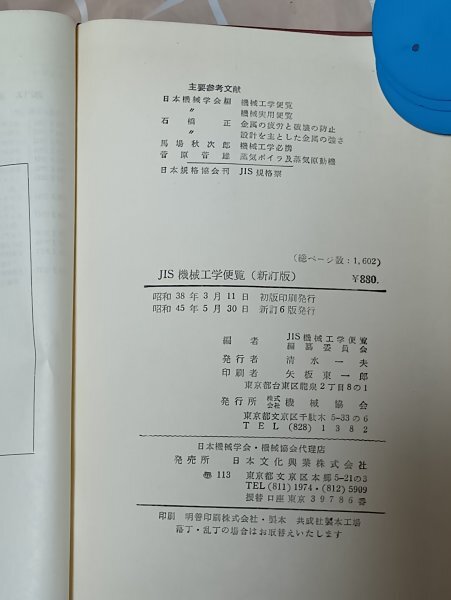 主要参考文献
日本機械学会編 機械工学便覧
〃 機械実用便覧
石橋 正 金属の疲労と破壊の防止
〃 設計を主とした金属の強さ
馬場秋次郎 機械工学必携
菅原菅雄 蒸気ボイラ及蒸気原動機
日本規格協会刊 JIS規格票
(総ページ数:1,602)
JIS 機械工学便覧(新訂版) ¥880.
昭和38年3月11日 初版印刷発行
昭和45年5月30日 新訂6版発行
編者 JIS機械工学便覧編纂委員会
発行者 清水一夫
印刷者 矢板東一郎
東京都台東区龍泉2丁目8の1
発行所 株式会社 機械協会
東京都文京区千駄木5-33の6
TEL (828) 1382
日本機械学会・機械協会代理店
発売所 日本文化興業株式会社
〒113 東京都文京区本郷5-21の3
TEL (811) 1974・(812) 5909
振替口座東京39786番
印刷 明善印刷株式会社・製本 共成社製本工場
落丁・乱丁の場合はお取替えいたします